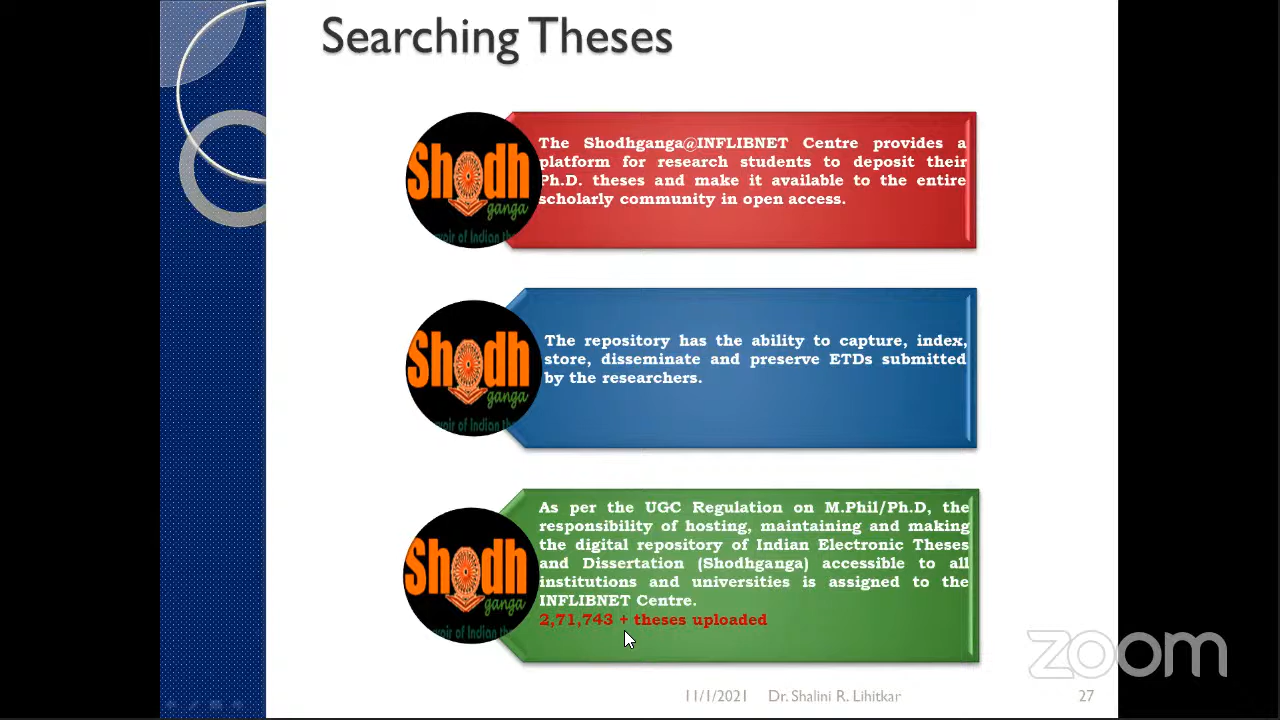 Searching Theses
Shodh
ganga
The Shodhganga@INFLIBNET Centre provides a
platform for research students to deposit their
Ph.D. theses and make it available to the entire
scholarly community in open access.
Shodh
ganga
The repository has the ability to capture, index,
store, disseminate and preserve ETDs submitted
by the researchers.
Shodh
ganga
As per the UGC Regulation on M.Phil/Ph.D, the
responsibility of hosting, maintaining and making
the digital repository of Indian Electronic Theses
and Dissertation (Shodhganga) accessible to all
institutions and universities is assigned to the
INFLIBNET Centre.
2,71,743 + theses uploaded
zoom
11/1/2021 Dr. Shalini R. Lihitkar 27